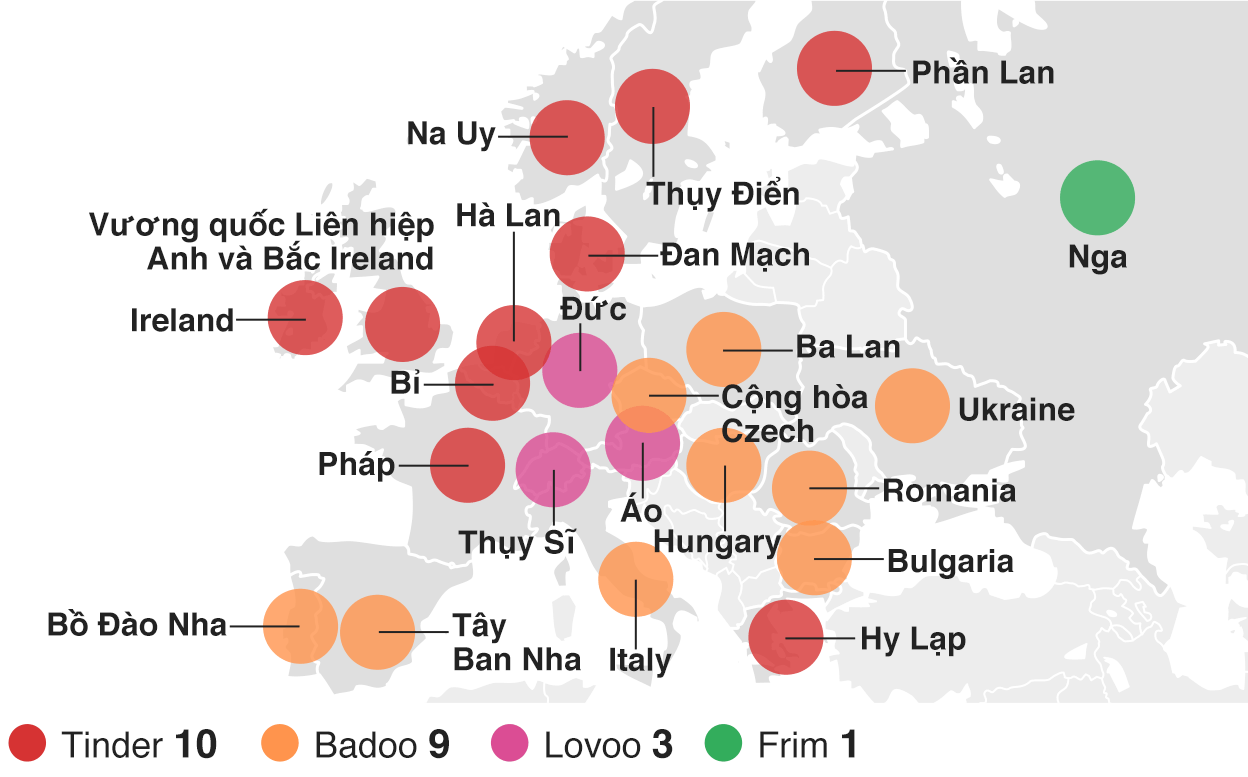 Phần Lan
Na Uy
Thụy Điển
Vương quốc Liên hiệp
Anh và Bắc Ireland
Hà Lan
Đan Mạch
Nga
Đức
Ireland
Ba Lan
Bỉ
Cộng hòa
Czech
Ukraine
Pháp
Romania
Áo
Thụy Sĩ
Hungary
Bulgaria
Bồ Đào Nha
Tây
Ban Nha
Italy
Hy Lạp
Tinder 10
Badoo 9
Lovoo 3
Frim 1